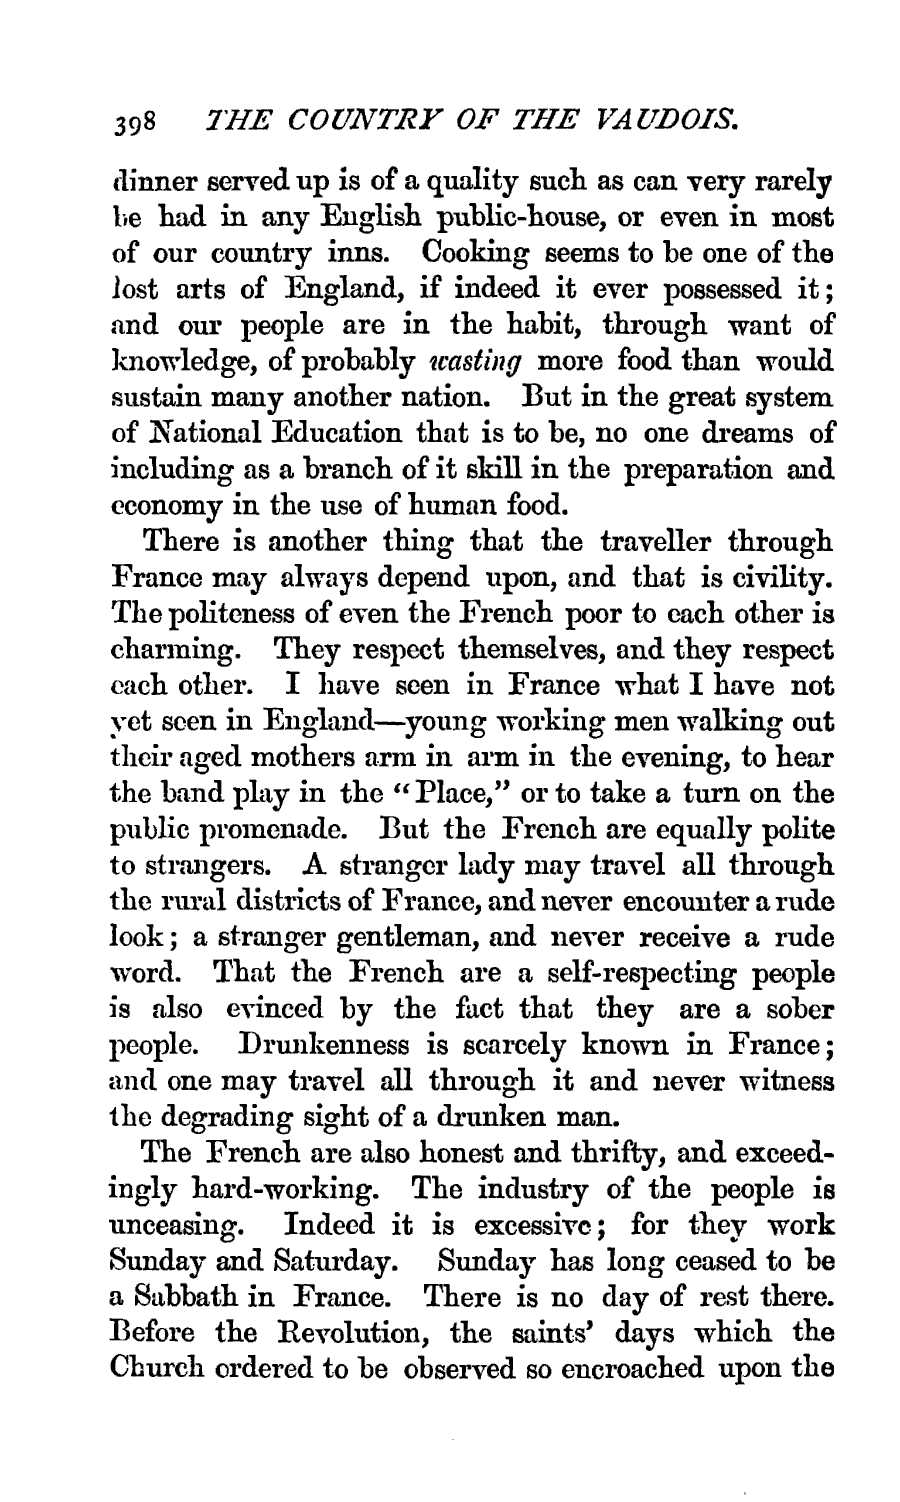 398 THE COUNTRY OF THE VAUDOIS.
dinner served up is of a quality such as can very rarely
be had in any English public-house, or even in most
of our country inns. Cooking seems to be one of the
lost arts of England, if indeed it ever possessed it;
and our people are in the habit, through want of
knowledge, of probably wasting more food than would
sustain many another nation. But in the great system
of National Education that is to be, no one dreams of
including as a branch of it skill in the preparation and
economy in the use of human food.
There is another thing that the traveller through
France may always depend upon, and that is civility.
The politeness of even the French poor to each other is
charming. They respect themselves, and they respect
each other. I have seen in France what I have not
yet seen in England—young working men walking out
their aged mothers arm in arm in the evening, to hear
the band play in the “Place,” or to take a turn on the
public promenade. But the French are equally polite
to strangers. A stranger lady may travel all through
the rural districts of France, and never encounter a rude
look; a stranger gentleman, and never receive a rude
word. That the French are a self-respecting people
is also evinced by the fact that they are a sober
people. Drunkenness is scarcely known in France;
and one may travel all through it and never witness
the degrading sight of a drunken man.
The French are also honest and thrifty, and exceed-
ingly hard-working. The industry of the people is
unceasing. Indeed it is excessive; for they work
Sunday and Saturday. Sunday has long ceased to be
a Sabbath in France. There is no day of rest there.
Before the Revolution, the saints’ days which the
Church ordered to be observed so encroached upon the